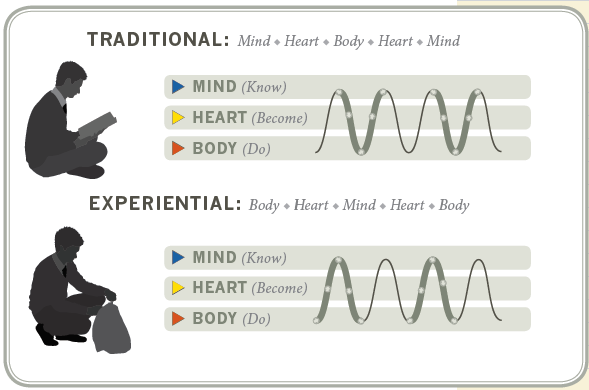 TRADITIONAL: Mind ◆ Heart ◆ Body ◆ Heart ◆ Mind
MIND (Know)
HEART (Become)
BODY (Do)
EXPERIENTIAL: Body ◆ Heart ◆ Mind ◆ Heart ◆ Body
MIND (Know)
HEART (Become)
BODY (Do)